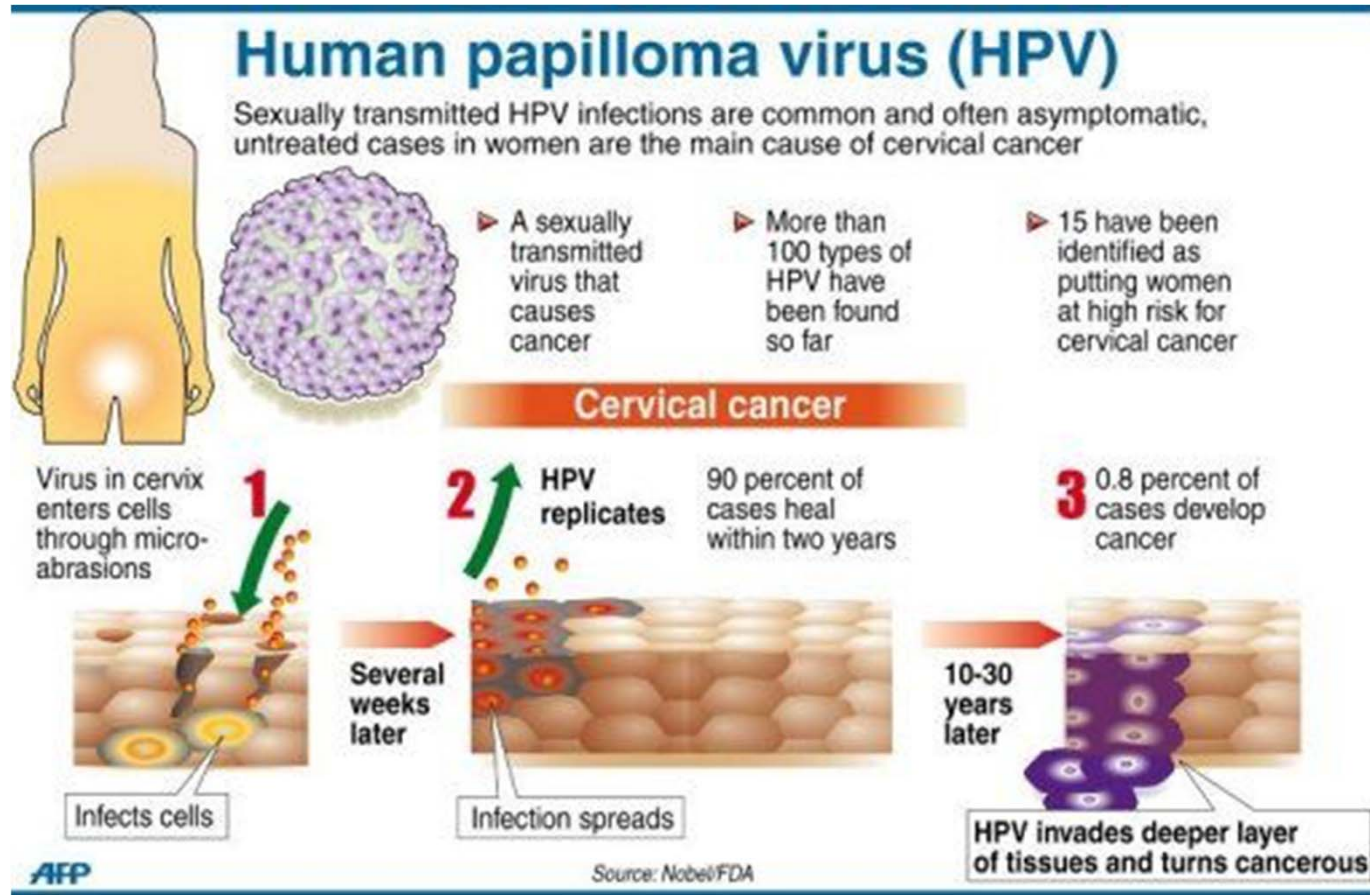 Human papilloma virus (HPV)
Sexually transmitted HPV infections are common and often asymptomatic,
untreated cases in women are the main cause of cervical cancer
A sexually
transmitted
virus that
causes
cancer
More than
100 types of
HPV have
been found
so far
15 have been
identified as
putting women
at high risk for
cervical cancer
Cervical cancer
Virus in cervix
enters cells
through micro-
abrasions
1
Infects cells
Several
weeks
later
2
HPV
replicates
90 percent of
cases heal
within two years
Infection spreads
10-30
years
later
3
0.8 percent of
cases develop
cancer
HPV invades deeper layer
of tissues and turns cancerous
AFP
Source: Nobel/FDA